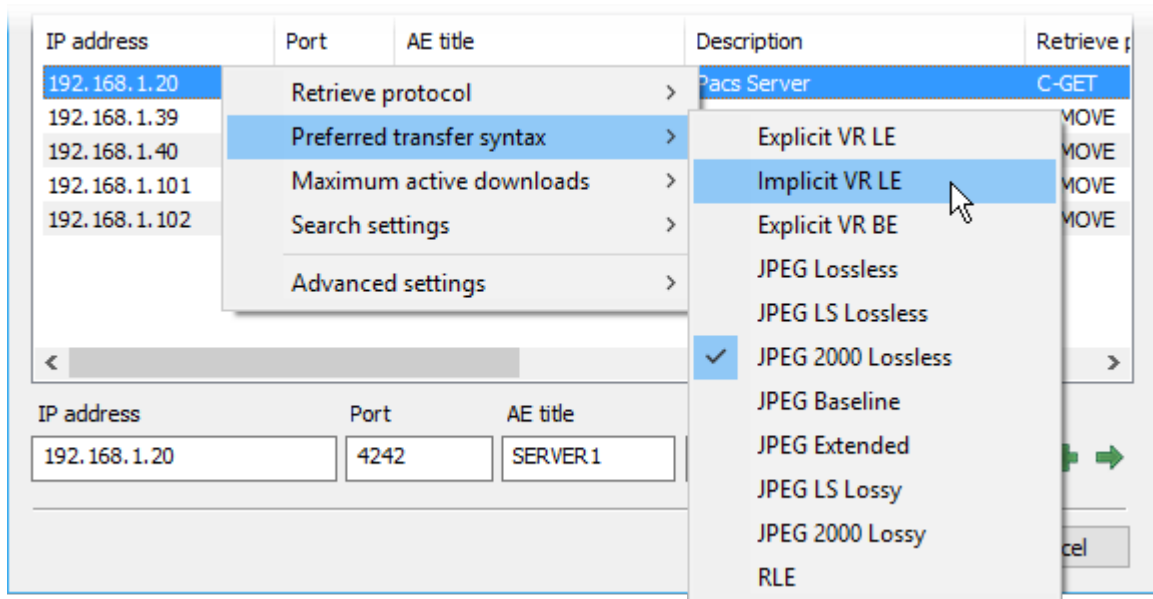 IP address Port AE title Description Retrieve
192.168.1.20 Pacs Server C-GET
192.168.1.39 MOVE
192.168.1.40 MOVE
192.168.1.101 MOVE
192.168.1.102 MOVE
Retrieve protocol
Preferred transfer syntax
Maximum active downloads
Search settings
Advanced settings
Explicit VR LE
Implicit VR LE
Explicit VR BE
JPEG Lossless
JPEG LS Lossless
JPEG 2000 Lossless
JPEG Baseline
JPEG Extended
JPEG LS Lossy
JPEG 2000 Lossy
RLE
IP address Port AE title
192.168.1.20 4242 SERVER1
cel